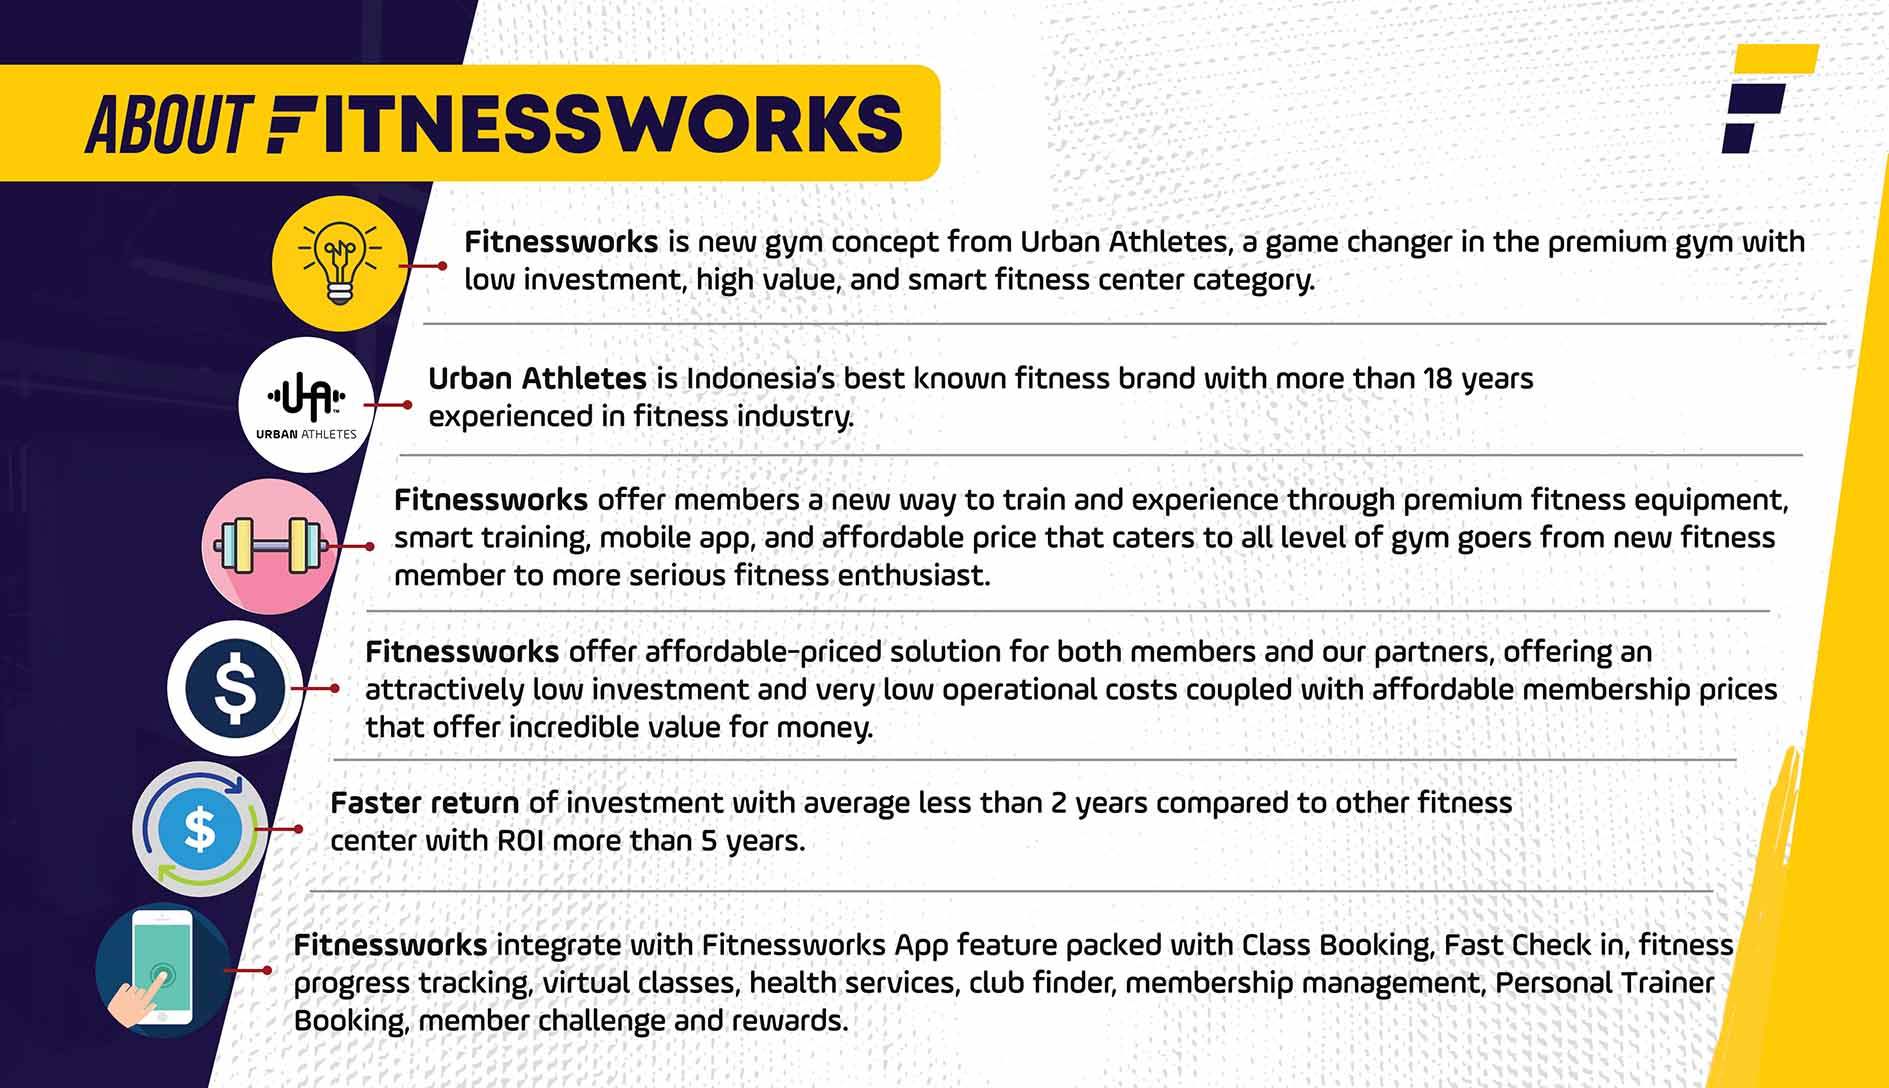 ABOUT FITNESSWORKS
Fitnessworks is new gym concept from Urban Athletes, a game changer in the premium gym with
low investment, high value, and smart fitness center category.
UA™
URBAN ATHLETES
Urban Athletes is Indonesia's best known fitness brand with more than 18 years
experienced in fitness industry.
Fitnessworks offer members a new way to train and experience through premium fitness equipment,
smart training, mobile app, and affordable price that caters to all level of gym goers from new fitness
member to more serious fitness enthusiast.
$
Fitnessworks offer affordable-priced solution for both members and our partners, offering an
attractively low investment and very low operational costs coupled with affordable membership prices
that offer incredible value for money.
$
Faster return of investment with average less than 2 years compared to other fitness
center with ROI more than 5 years.
Fitnessworks integrate with Fitnessworks App feature packed with Class Booking, Fast Check in, fitness
progress tracking, virtual classes, health services, club finder, membership management, Personal Trainer
Booking, member challenge and rewards.